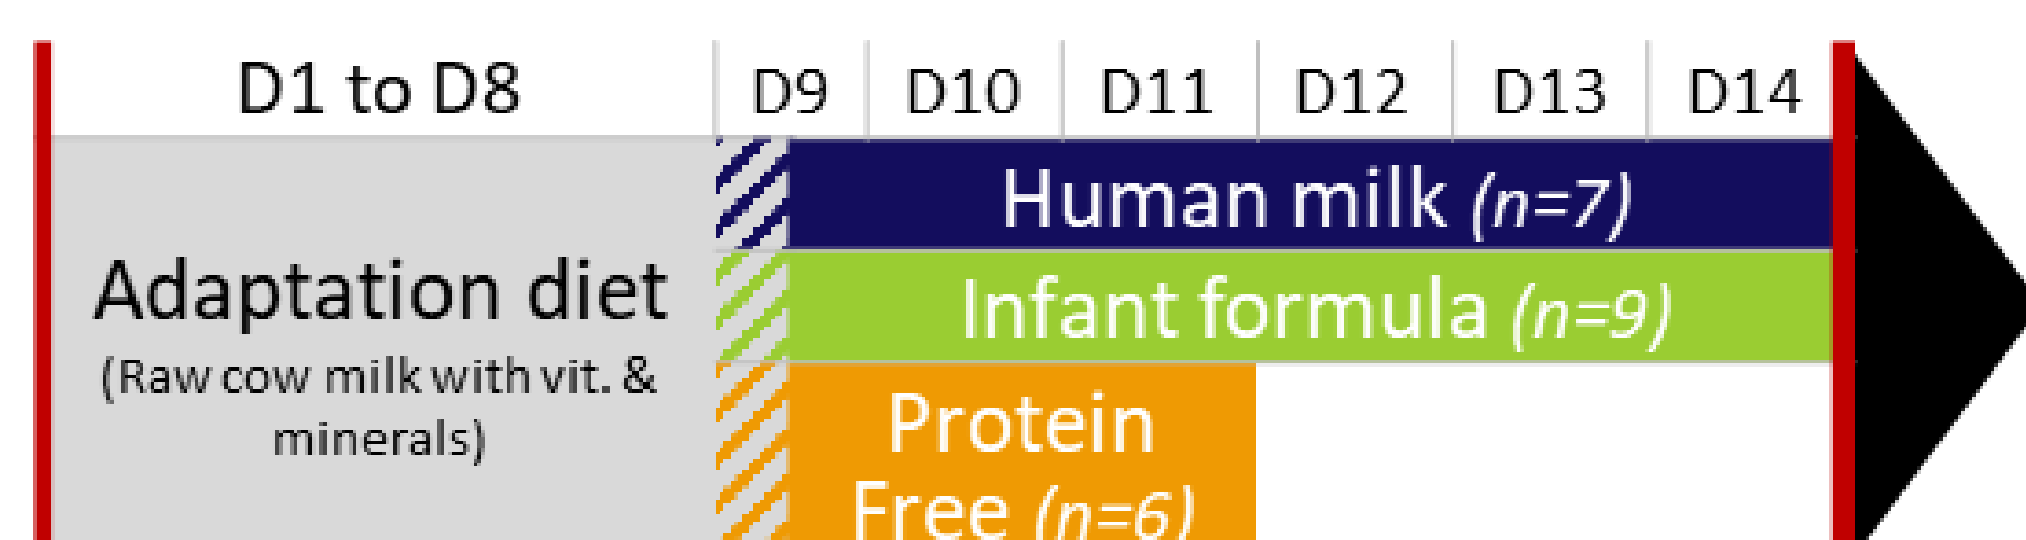 D1 to D8 D9 D10 D11 D12 D13 D14
Human milk (n=7)
Adaptation diet
(Raw cow milk with vit. &
minerals)
Infant formula (n=9)
Protein
Free (n=6)